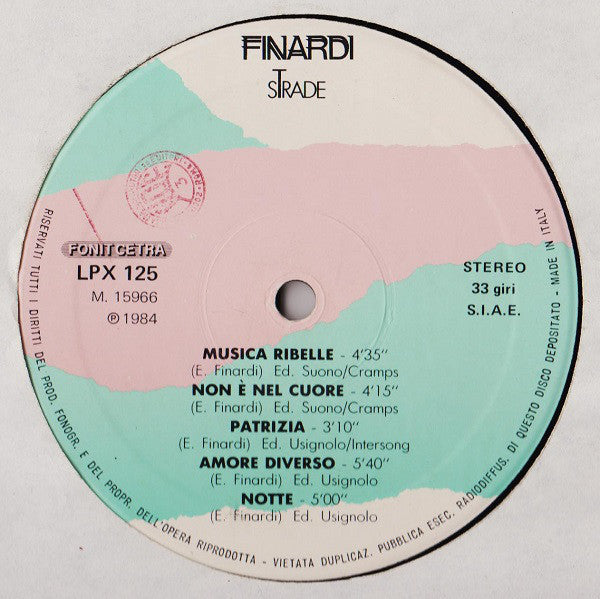 FINARDI
STRADE
FONIT CETRA
LPX 125
M. 15966
℗ 1984
STEREO
33 giri
S.I.A.E.
MUSICA RIBELLE - 4'35"
(E. Finardi) Ed. Suono/Cramps
NON È NEL CUORE - 4'15"
(E. Finardi) Ed. Suono/Cramps
PATRIZIA - 3'10"
(E. Finardi) Ed. Usignolo/Intersong
AMORE DIVERSO - 5'40"
(E. Finardi) Ed. Usignolo
NOTTE - 5'00"
(E. Finardi) Ed. Usignolo
RISERVATI TUTTI I DIRITTI DEL PROD. FONOGR. E DEL PROPR. DELL'OPERA RIPRODOTTA - VIETATA DUPLICAZ. PUBBLICA ESEC. RADIODIFFUS. DI QUESTO DISCO DEPOSITATO - MADE IN ITALY